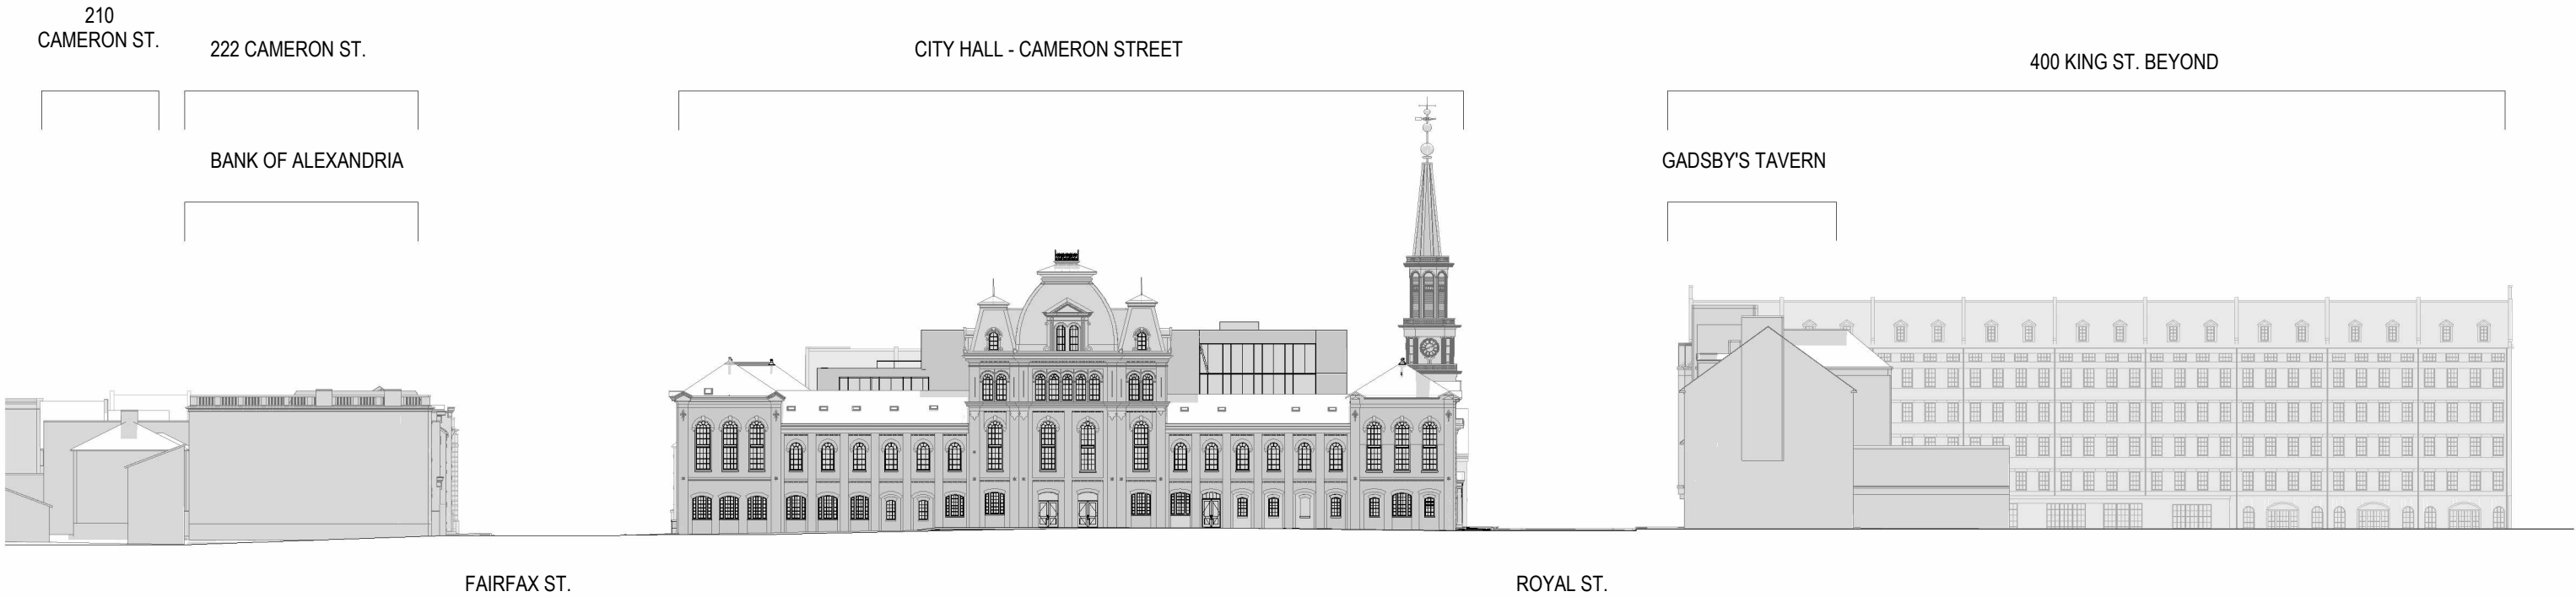 210
CAMERON ST.
222 CAMERON ST.
CITY HALL - CAMERON STREET
400 KING ST. BEYOND
BANK OF ALEXANDRIA
GADSBY'S TAVERN
FAIRFAX ST.
ROYAL ST.